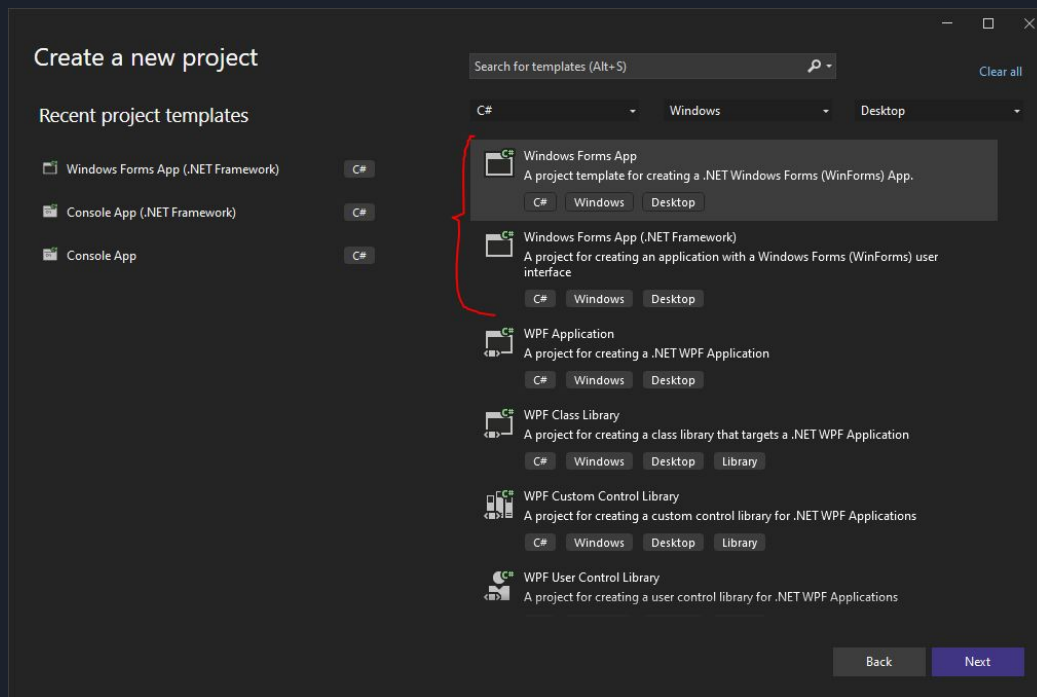 Create a new project
Search for templates (Alt+S)
Clear all
Recent project templates
C#
Windows
Desktop
Windows Forms App (.NET Framework)
C#
Console App (.NET Framework)
C#
Console App
C#
C#
Windows Forms App
A project template for creating a .NET Windows Forms (WinForms) App.
C# Windows Desktop
C#
Windows Forms App (.NET Framework)
A project for creating an application with a Windows Forms (WinForms) user
interface
C# Windows Desktop
C#
WPF Application
A project for creating a .NET WPF Application
C# Windows Desktop
C#
WPF Class Library
A project for creating a class library that targets a .NET WPF Application
C# Windows Desktop Library
C#
WPF Custom Control Library
A project for creating a custom control library for .NET WPF Applications
C# Windows Desktop Library
C#
WPF User Control Library
A project for creating a user control library for .NET WPF Applications
Back
Next